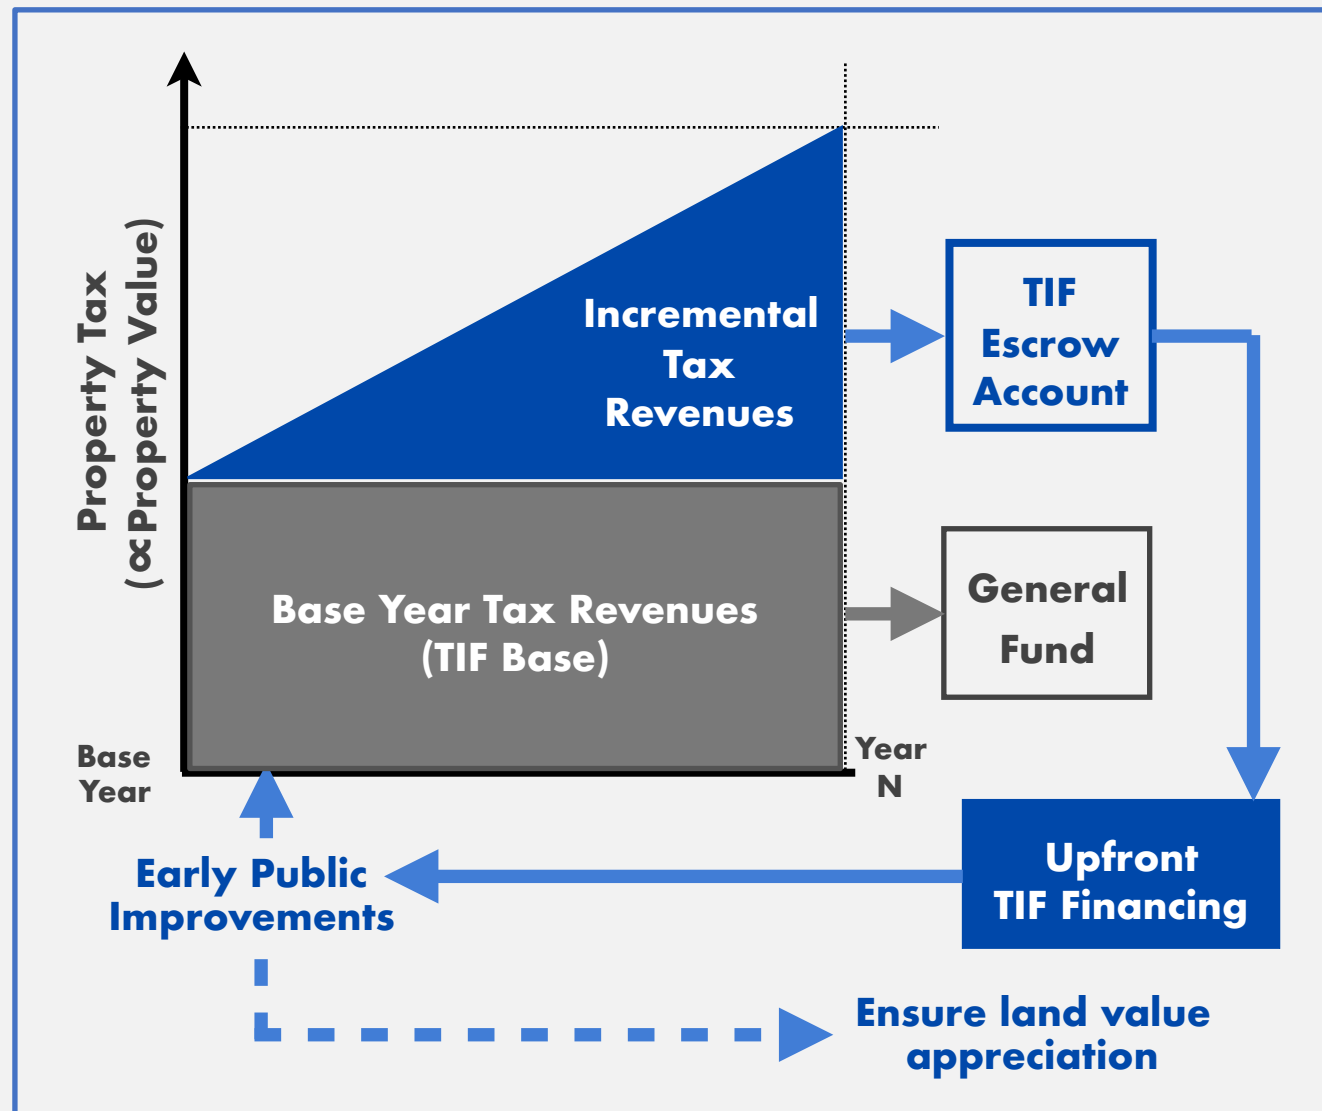 Property Tax
(∝Property Value)
Incremental
Tax
Revenues
TIF
Escrow
Account
Base Year Tax Revenues
(TIF Base)
General
Fund
Base
Year
Year
N
Early Public
Improvements
Upfront
TIF Financing
Ensure land value
appreciation